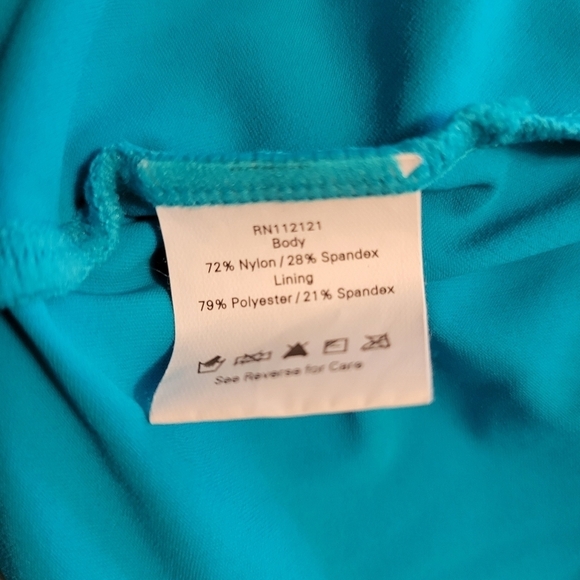 RN112121
Body
72% Nylon / 28% Spandex
Lining
79% Polyester / 21% Spandex
See Reverse for Care